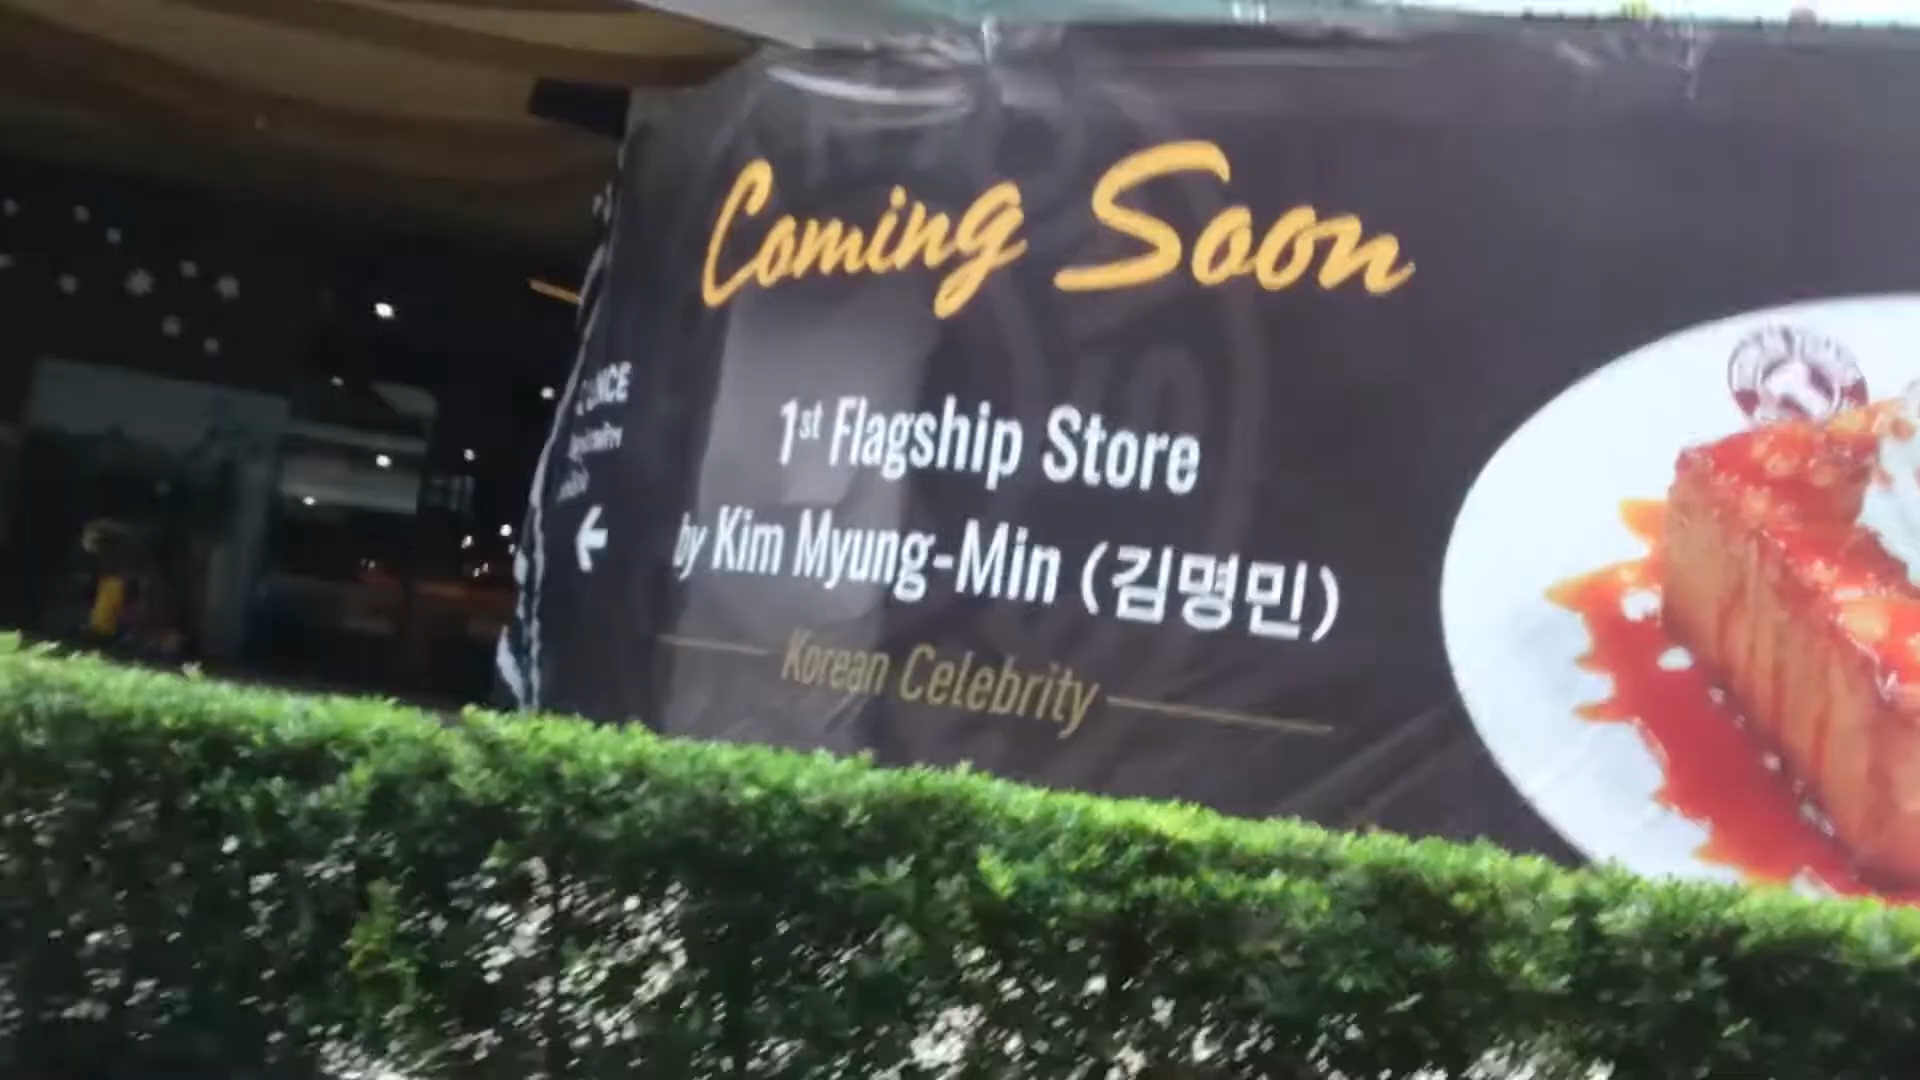 Coming Soon
1st Flagship Store
by Kim Myung-Min (김명민)
Korean Celebrity
←